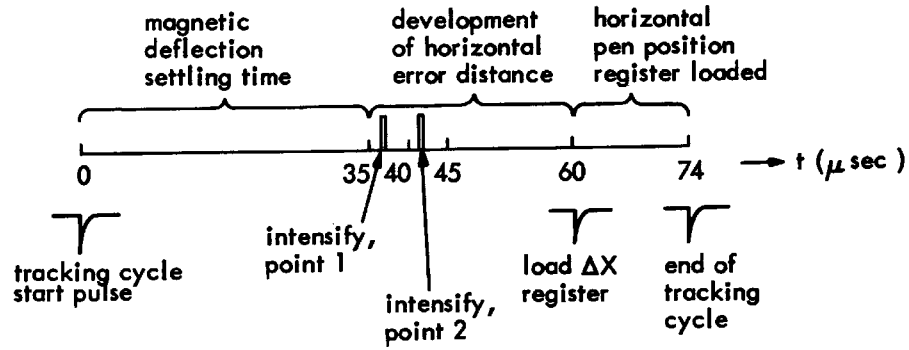 magnetic
deflection
settling time
development
of horizontal
error distance
horizontal
pen position
register loaded
0
35
40
45
60
74
t (μ sec)
tracking cycle
start pulse
intensify,
point 1
intensify,
point 2
load ΔX
register
end of
tracking
cycle